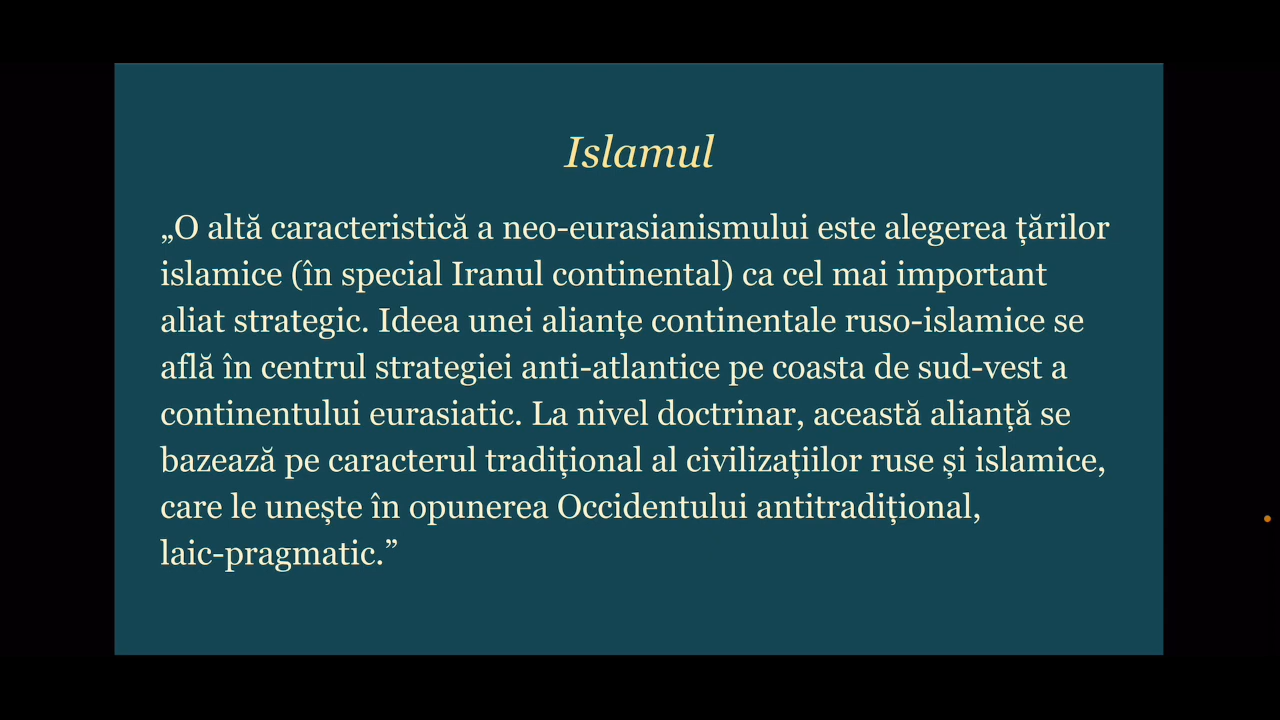 Islamul
„O altă caracteristică a neo-eurasianismului este alegerea țărilor
islamice (în special Iranul continental) ca cel mai important
aliat strategic. Ideea unei alianțe continentale ruso-islamice se
află în centrul strategiei anti-atlantice pe coasta de sud-vest a
continentului eurasiatic. La nivel doctrinar, această alianță se
bazează pe caracterul tradițional al civilizațiilor ruse și islamice,
care le unește în opunerea Occidentului antitradițional,
laic-pragmatic.”